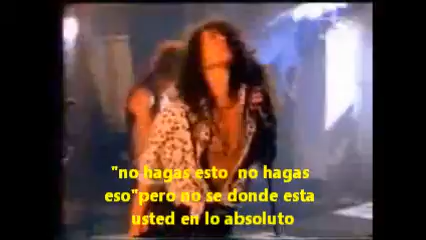 "no hagas esto  no hagas
eso"pero no se donde esta
usted en lo absoluto